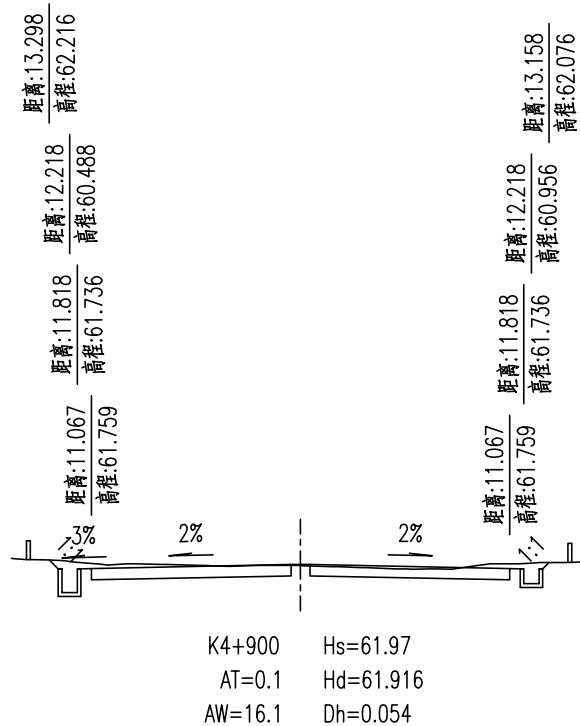 距离:13.298
高程:62.216
距离:12.218
高程:60.488
距离:11.818
高程:61.736
距离:11.067
高程:61.759
距离:13.158
高程:62.076
距离:12.218
高程:60.956
距离:11.818
高程:61.736
距离:11.067
高程:61.759
1:1
3%
2%
2%
1:1
K4+900 Hs=61.97
AT=0.1 Hd=61.916
AW=16.1 Dh=0.054